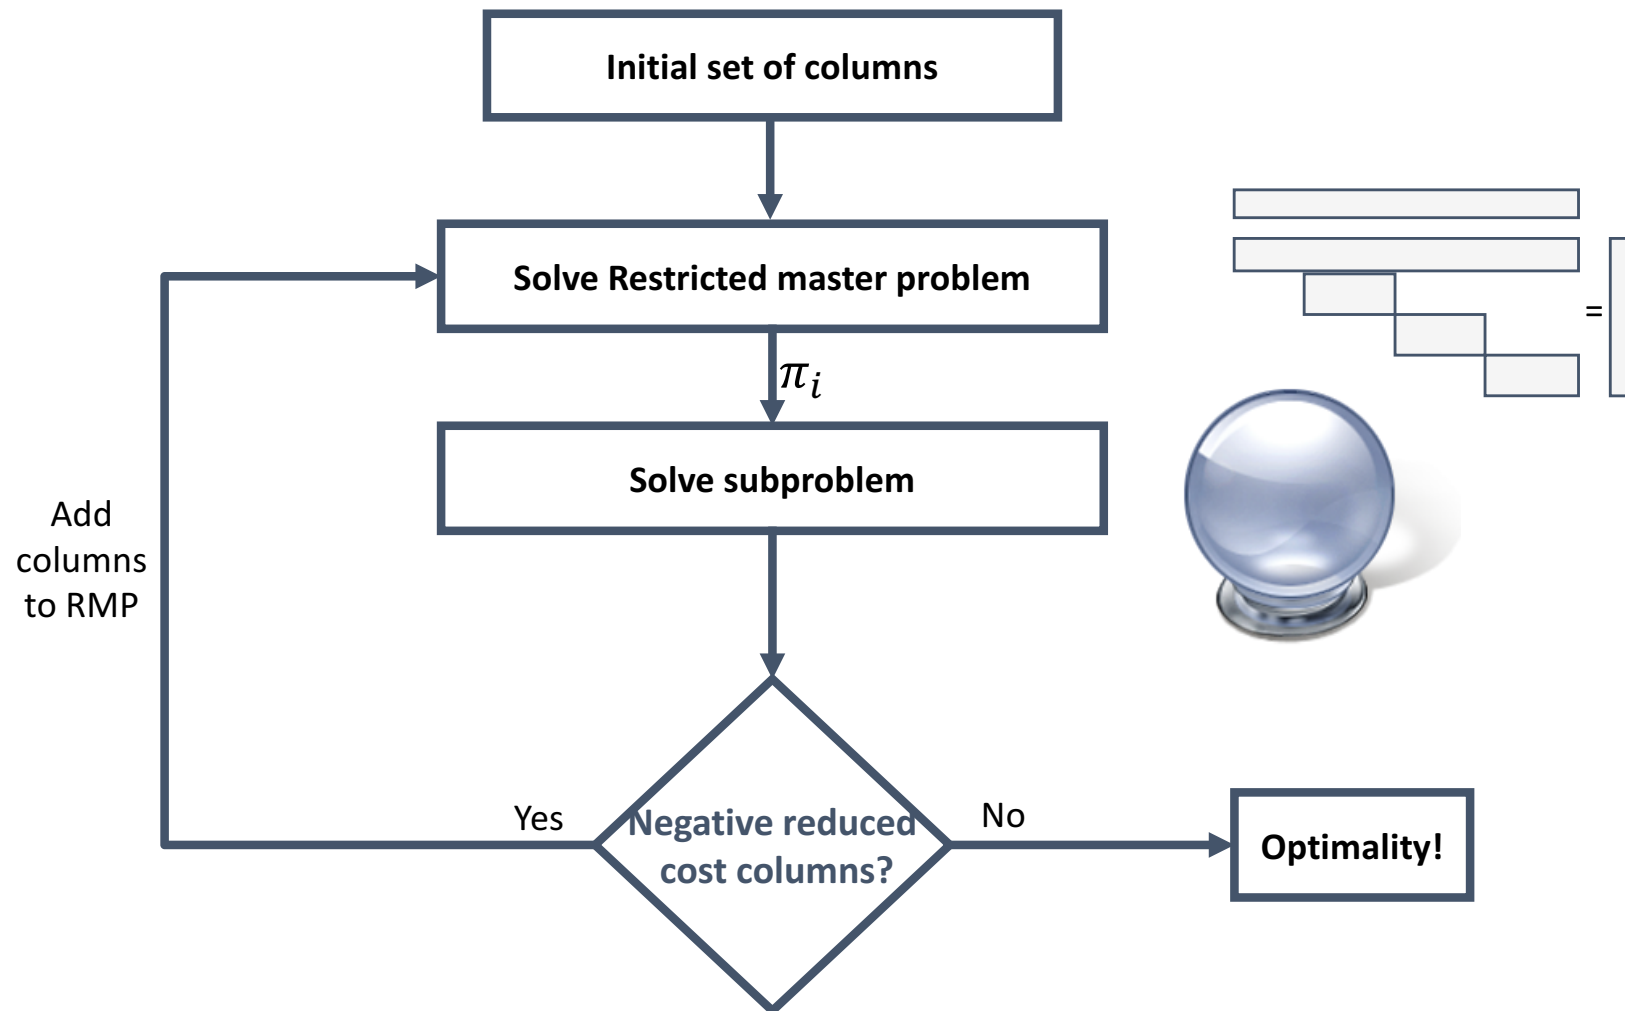 Initial set of columns
Solve Restricted master problem
=
πᵢ
Solve subproblem
Add
columns
to RMP
Yes
Negative reduced
cost columns?
No
Optimality!